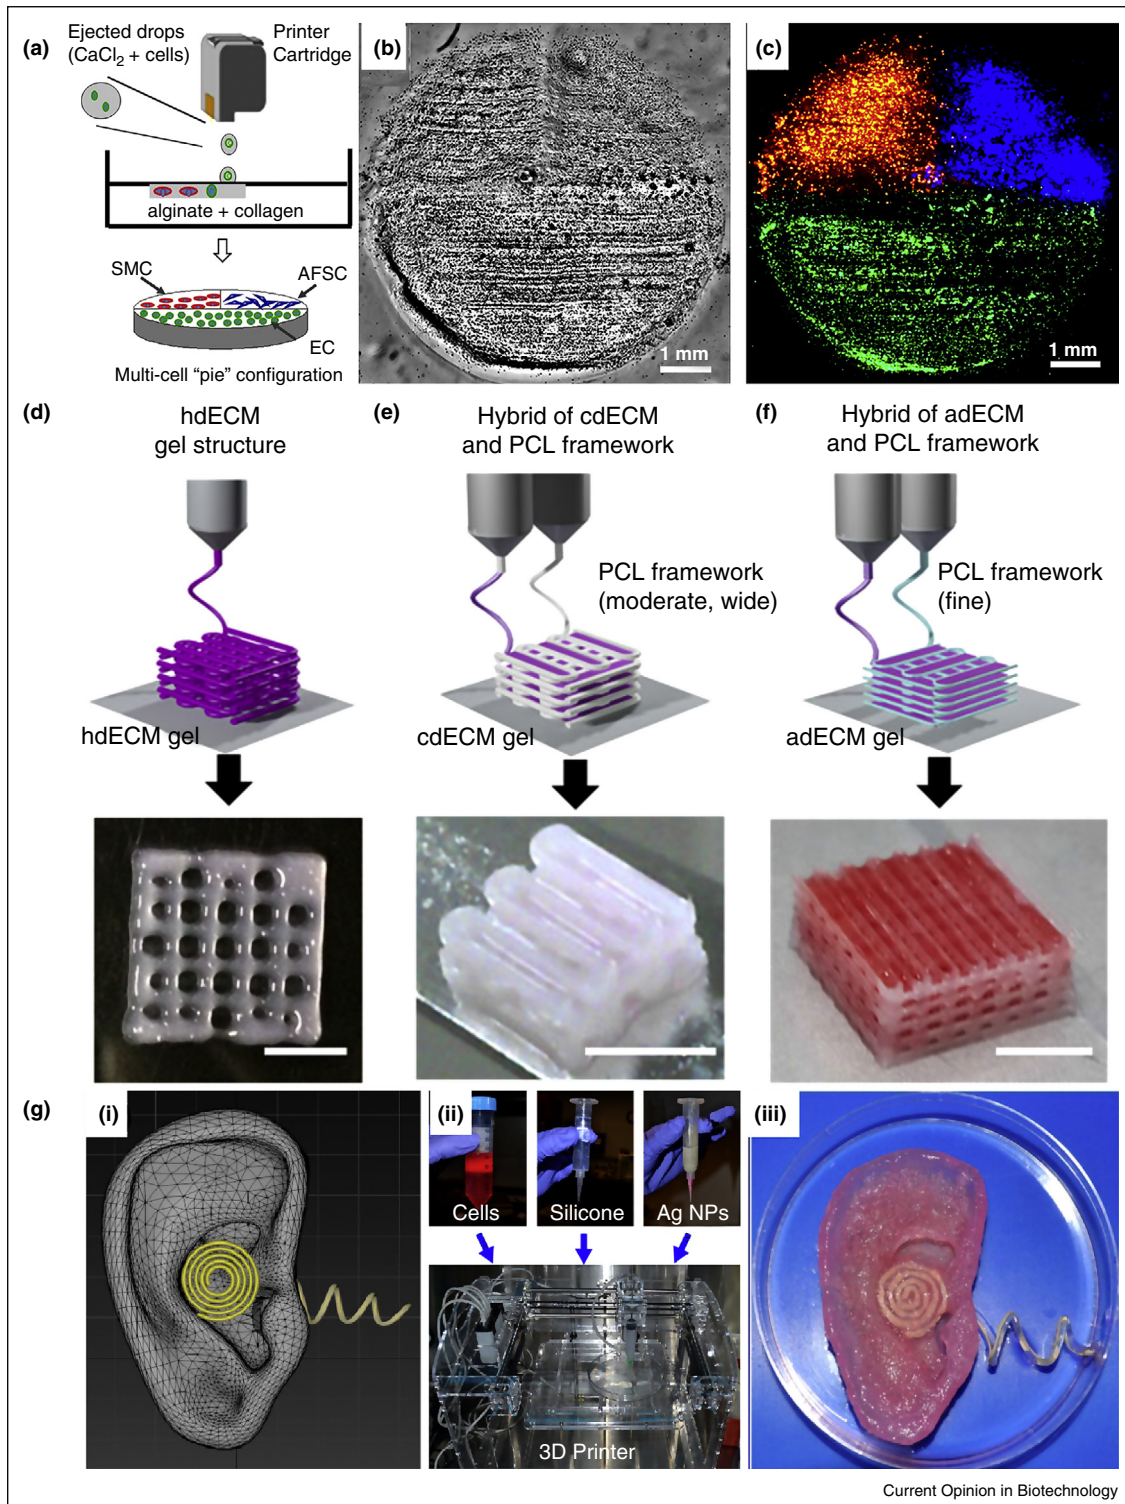 (a)
Ejected drops
(CaCl₂ + cells)
Printer
Cartridge
alginate + collagen
SMC
AFSC
EC
Multi-cell “pie” configuration
(b)
1 mm
(c)
1 mm
(d)
hdECM
gel structure
hdECM gel
(e)
Hybrid of cdECM
and PCL framework
PCL framework
(moderate, wide)
cdECM gel
(f)
Hybrid of adECM
and PCL framework
PCL framework
(fine)
adECM gel
(g)
(i)
(ii)
Cells
Silicone
Ag NPs
3D Printer
(iii)
Current Opinion in Biotechnology